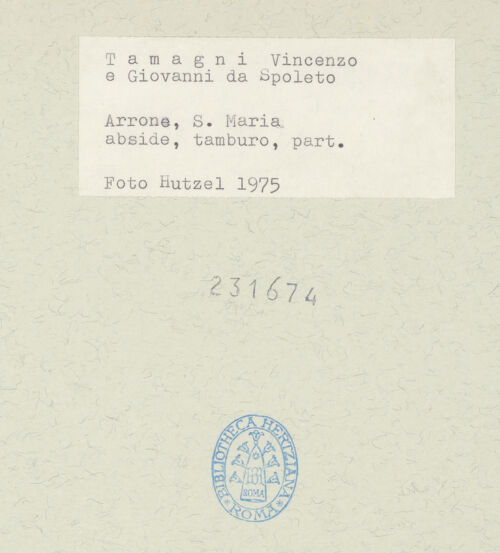 T a m a g n i Vincenzo
e Giovanni da Spoleto
Arrone, S. Maria
abside, tamburo, part.
Foto Hutzel 1975
231674
BIBLIOTHECA HERTZIANA
ROMA
ROMA